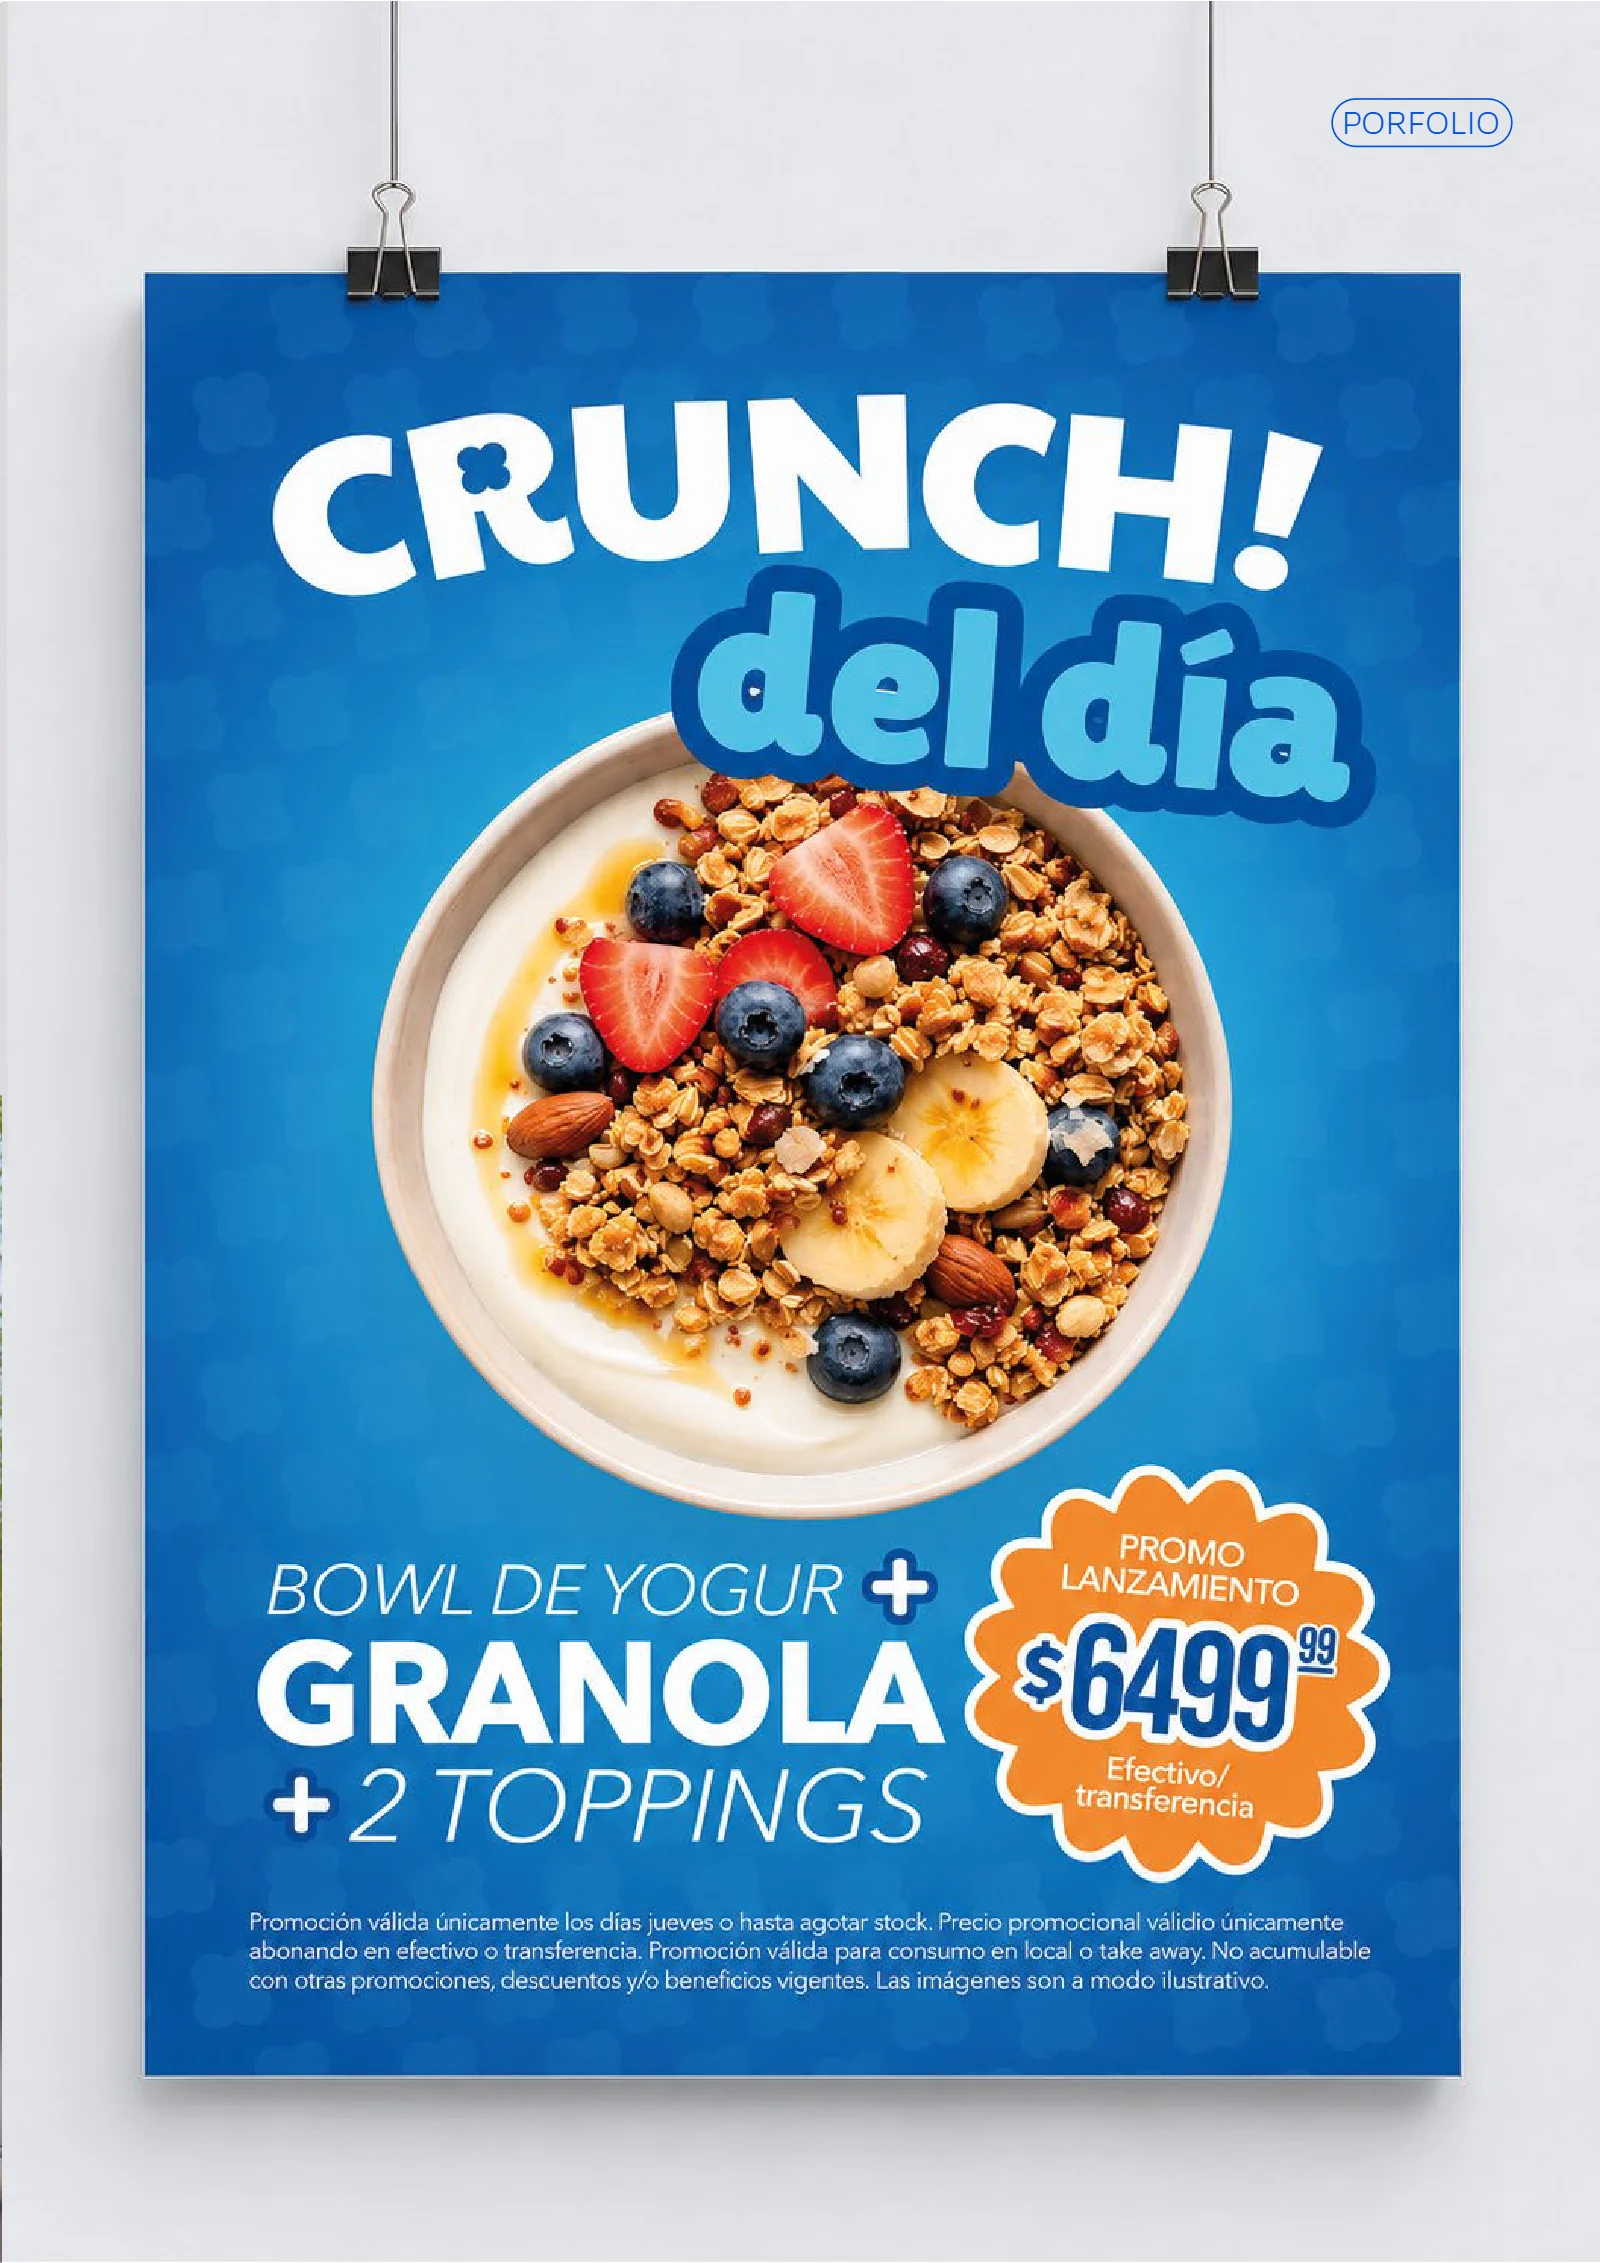 PORFOLIO
CRUNCH!
del día
BOWL DE YOGUR +
GRANOLA
+ 2 TOPPINGS
PROMO
LANZAMIENTO
$6499 99
Efectivo/
transferencia
Promoción válida únicamente los días jueves o hasta agotar stock. Precio promocional válidio únicamente
abonando en efectivo o transferencia. Promoción válida para consumo en local o take away. No acumulable
con otras promociones, descuentos y/o beneficios vigentes. Las imágenes son a modo ilustrativo.